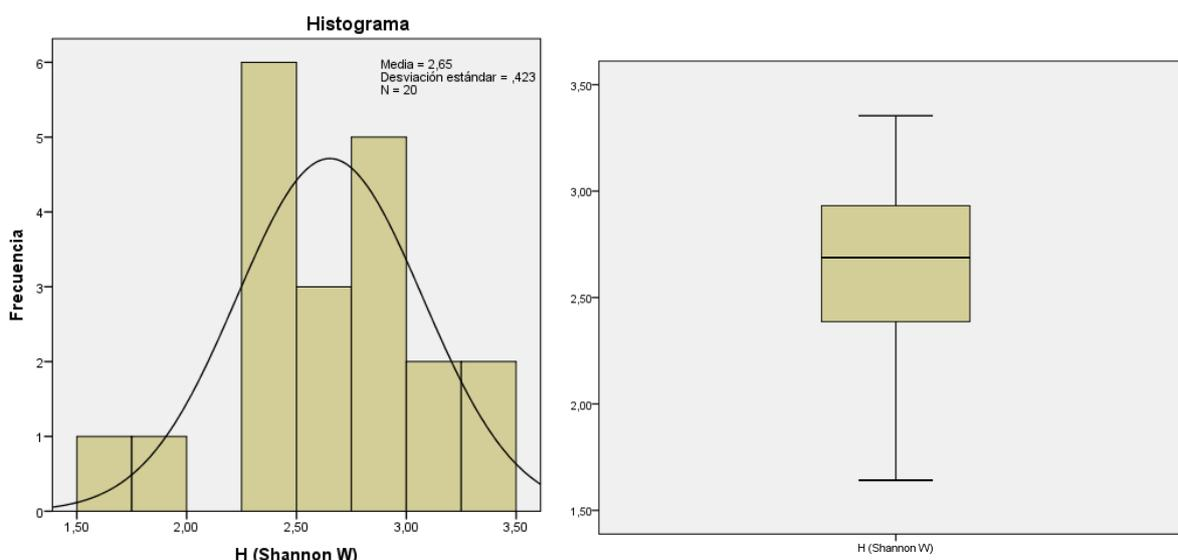 Histograma
Media = 2,65
Desviación estándar = ,423
N = 20
Frecuencia
6
5
4
3
2
1
0
1,50 2,00 2,50 3,00 3,50
H (Shannon W)
3,50
3,00
2,50
2,00
1,50
H (Shannon W)